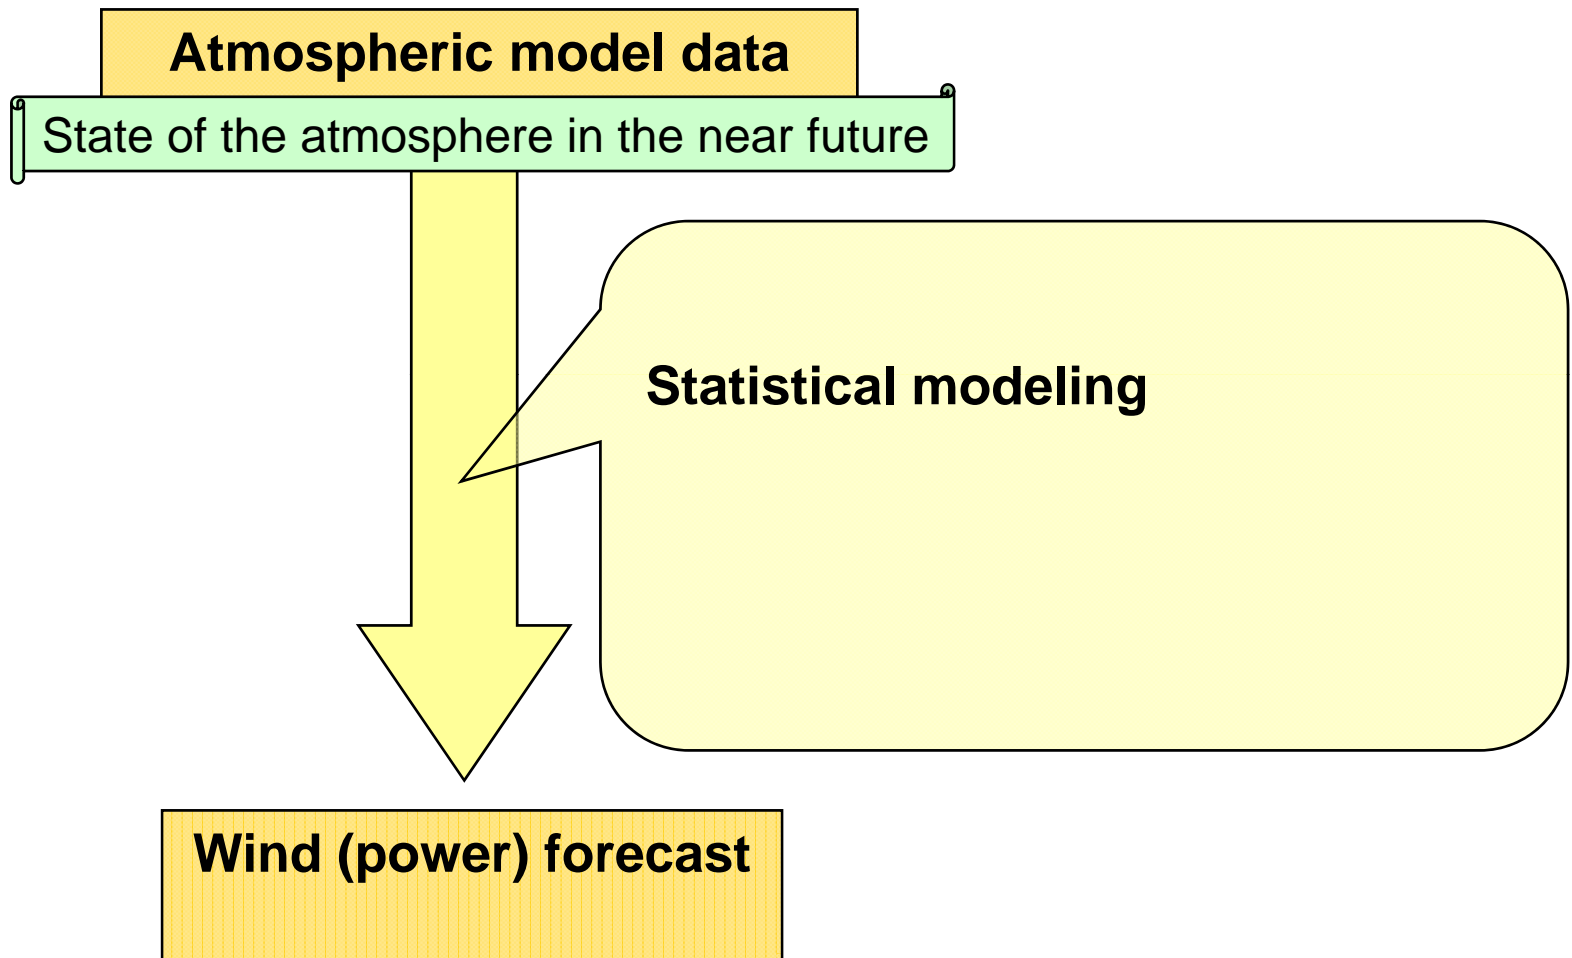 Atmospheric model data
State of the atmosphere in the near future
Statistical modeling
Wind (power) forecast